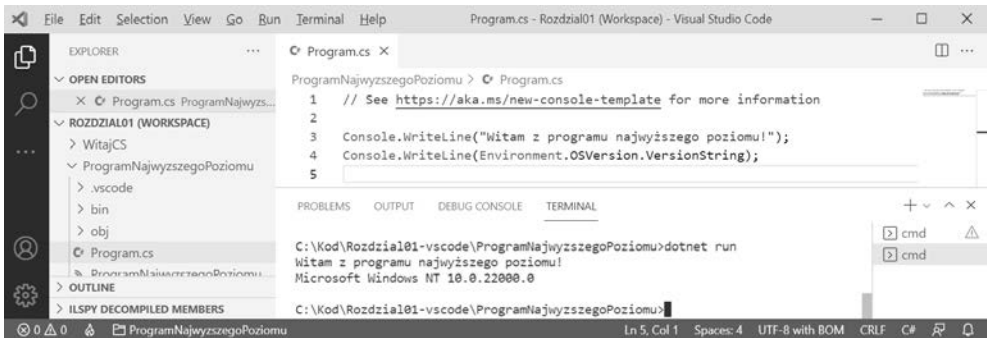 File Edit Selection View Go Run Terminal Help Program.cs - Rozdzial01 (Workspace) - Visual Studio Code
EXPLORER
OPEN EDITORS
Program.cs ProgramNajwyzs...
ROZDZIAL01 (WORKSPACE)
WitajCS
ProgramNajwyzszegoPoziomu
.vscode
bin
obj
Program.cs
ProgramNajwyzszegoPoziomu
OUTLINE
ILSPY DECOMPILED MEMBERS
Program.cs
ProgramNajwyzszegoPoziomu > Program.cs
1 // See https://aka.ms/new-console-template for more information
2
3 Console.WriteLine("Witam z programu najwyższego poziomu!");
4 Console.WriteLine(Environment.OSVersion.VersionString);
5
PROBLEMS OUTPUT DEBUG CONSOLE TERMINAL
C:\Kod\Rozdzial01-vscode\ProgramNajwyzszegoPoziomu>dotnet run
Witam z programu najwyższego poziomu!
Microsoft Windows NT 10.0.22000.0
C:\Kod\Rozdzial01-vscode\ProgramNajwyzszegoPoziomu>
cmd
cmd
0 0 ProgramNajwyzszegoPoziomu Ln 5, Col 1 Spaces: 4 UTF-8 with BOM CRLF C#